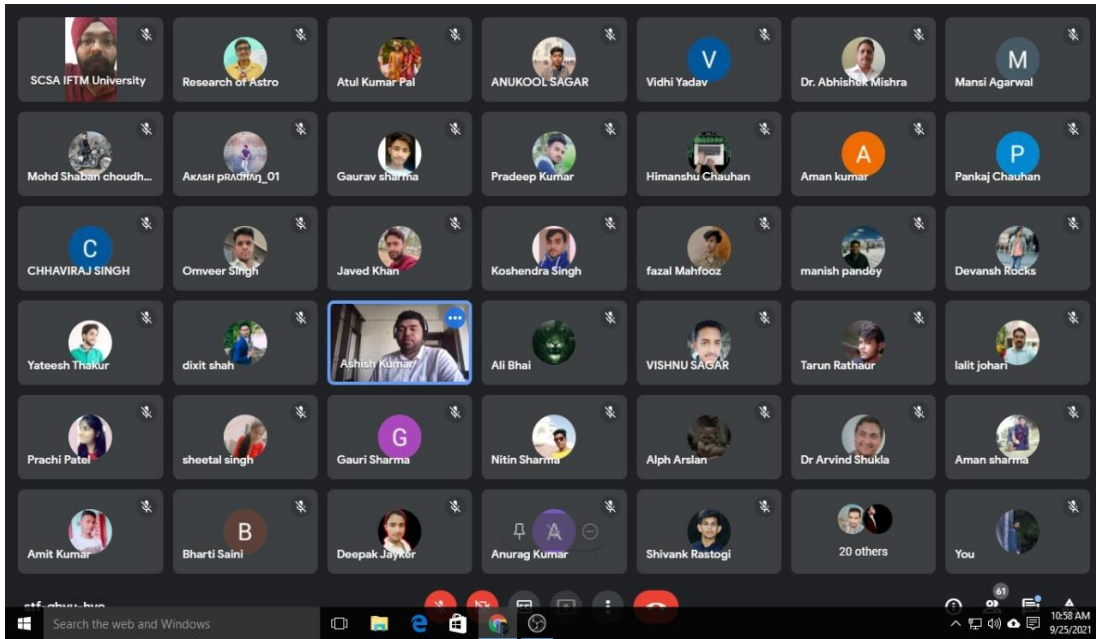 SCSA IFTM University
Research of Astro
Atul Kumar Pal
ANUKOOL SAGAR
V
Vidhi Yadav
Dr. Abhishek Mishra
M
Mansi Agarwal
Mohd Shaban choudh...
Gaurav sharma
Pradeep Kumar
Himanshu Chauhan
A
Aman kumar
P
Pankaj Chauhan
C
CHHAVIRAJ SINGH
Omveer Singh
Javed Khan
Koshendra Singh
fazal Mahfooz
manish pandey
Devansh Rocks
Yateesh Thakur
dixit shah
Ashish Kumar
Ali Bhai
VISHNU SAGAR
Tarun Rathaur
lalit johari
Prachi Patel
sheetal singh
G
Gauri Sharma
Nitin Sharma
Alph Arslan
Dr Arvind Shukla
Aman sharma
Amit Kumar
B
Bharti Saini
Deepak Jayker
A
Anurag Kumar
Shivank Rastogi
20 others
You
61
Search the web and Windows
10:58 AM
9/25/2021